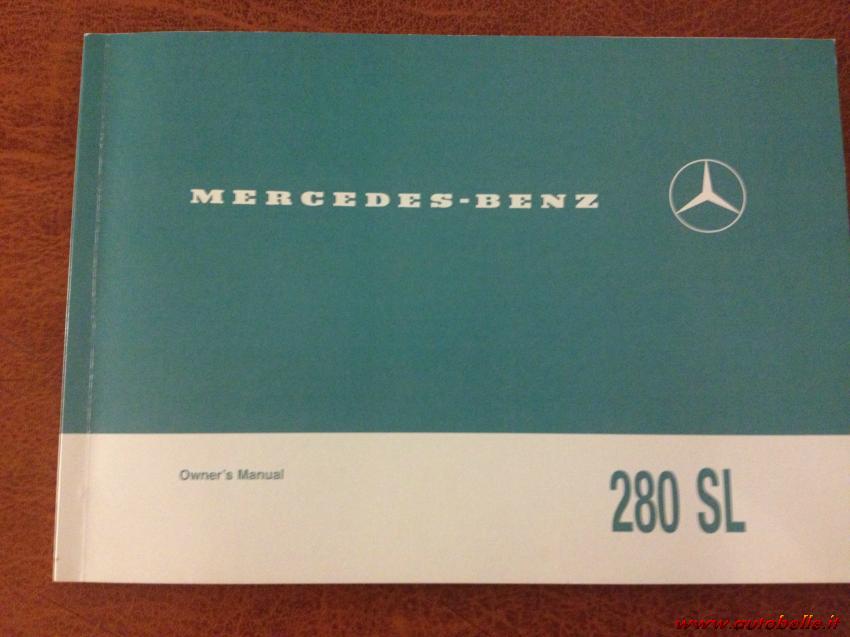 MERCEDES-BENZ
Owner's Manual
280 SL
www.autobelle.it